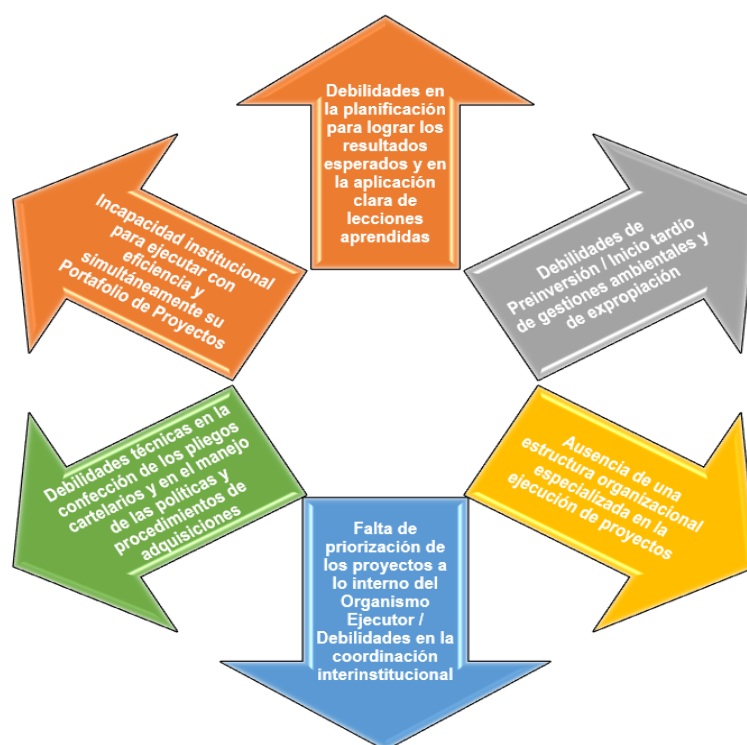 Debilidades en
la planificación
para lograr los
resultados
esperados y en
la aplicación
clara de
lecciones
aprendidas
Debilidades de
Preinversión / Inicio tardío
de gestiones ambientales y
de expropiación
Ausencia de una
estructura organizacional
especializada en la
ejecución de proyectos
Falta de
priorización de
los proyectos a
lo interno del
Organismo
Ejecutor /
Debilidades en la
coordinación
interinstitucional
Debilidades técnicas en la
confección de los pliegos
cartelarios y en el manejo
de las políticas y
procedimientos de
adquisiciones
Incapacidad institucional
para ejecutar con
eficiencia y
simultáneamente su
Portafolio de Proyectos